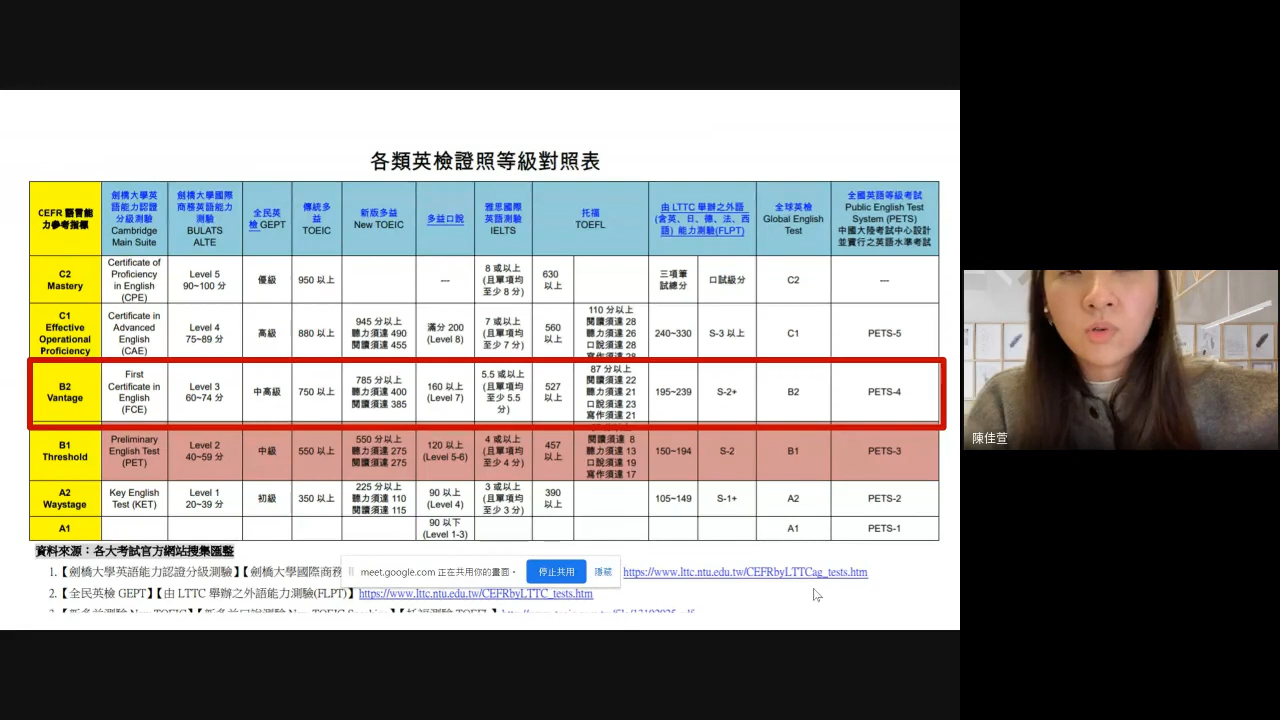 各類英檢證照等級對照表
CEFR 語言能
力參考指標
劍橋大學英
語能力認證
分級測驗
Cambridge
Main Suite
劍橋大學國際
商務英語能力
測驗
BULATS
ALTE
全民英
檢 GEPT
傳統多
益
TOEIC
新版多益
New TOEIC
多益口說
雅思國際
英語測驗
IELTS
托福
TOEFL
由 LTTC 舉辦之外語
(含英、日、德、法、西
語) 能力測驗(FLPT)
全球英檢
Global English
Test
全國英語等級考試
Public English Test
System (PETS)
中國大陸考試中心設計
並實行之英語水準考試
C2
Mastery
Certificate of
Proficiency
in English
(CPE)
Level 5
90~100 分
優級
950 以上
---
8 或以上
(且單項均
至少 8 分)
630
以上
三項筆
試總分
口試級分
C2
---
C1
Effective
Operational
Proficiency
Certificate in
Advanced
English
(CAE)
Level 4
75~89 分
高級
880 以上
945 分以上
聽力須達 490
閱讀須達 455
滿分 200
(Level 8)
7 或以上
(且單項均
至少 7 分)
560
以上
110 分以上
閱讀須達 28
聽力須達 26
口說須達 28
寫作須達 28
240~330
S-3 以上
C1
PETS-5
B2
Vantage
First
Certificate in
English
(FCE)
Level 3
60~74 分
中高級
750 以上
785 分以上
聽力須達 400
閱讀須達 385
160 以上
(Level 7)
5.5 或以上
(且單項均
至少 5.5
分)
527
以上
87 分以上
閱讀須達 22
聽力須達 21
口說須達 23
寫作須達 21
195~239
S-2+
B2
PETS-4
B1
Threshold
Preliminary
English Test
(PET)
Level 2
40~59 分
中級
550 以上
550 分以上
聽力須達 275
閱讀須達 275
120 以上
(Level 5-6)
4 或以上
(且單項均
至少 4 分)
457
以上
閱讀須達 8
聽力須達 13
口說須達 19
寫作須達 17
150~194
S-2
B1
PETS-3
A2
Waystage
Key English
Test (KET)
Level 1
20~39 分
初級
350 以上
225 分以上
聽力須達 110
閱讀須達 115
90 以上
(Level 4)
3 或以上
(且單項均
至少 3 分)
390
以上
105~149
S-1+
A2
PETS-2
A1
90 以下
(Level 1-3)
A1
PETS-1
資料來源：各大考試官方網站搜集匯整
1.【劍橋大學英語能力認證分級測驗】【劍橋大學國際商務 https://www.lttc.ntu.edu.tw/CEFRbyLTTCag_tests.htm
meet.google.com 正在共用你的畫面。 停止共用 隱藏
2.【全民英檢 GEPT】【由 LTTC 舉辦之外語能力測驗(FLPT)】https://www.lttc.ntu.edu.tw/CEFRbyLTTC_tests.htm
陳佳萱